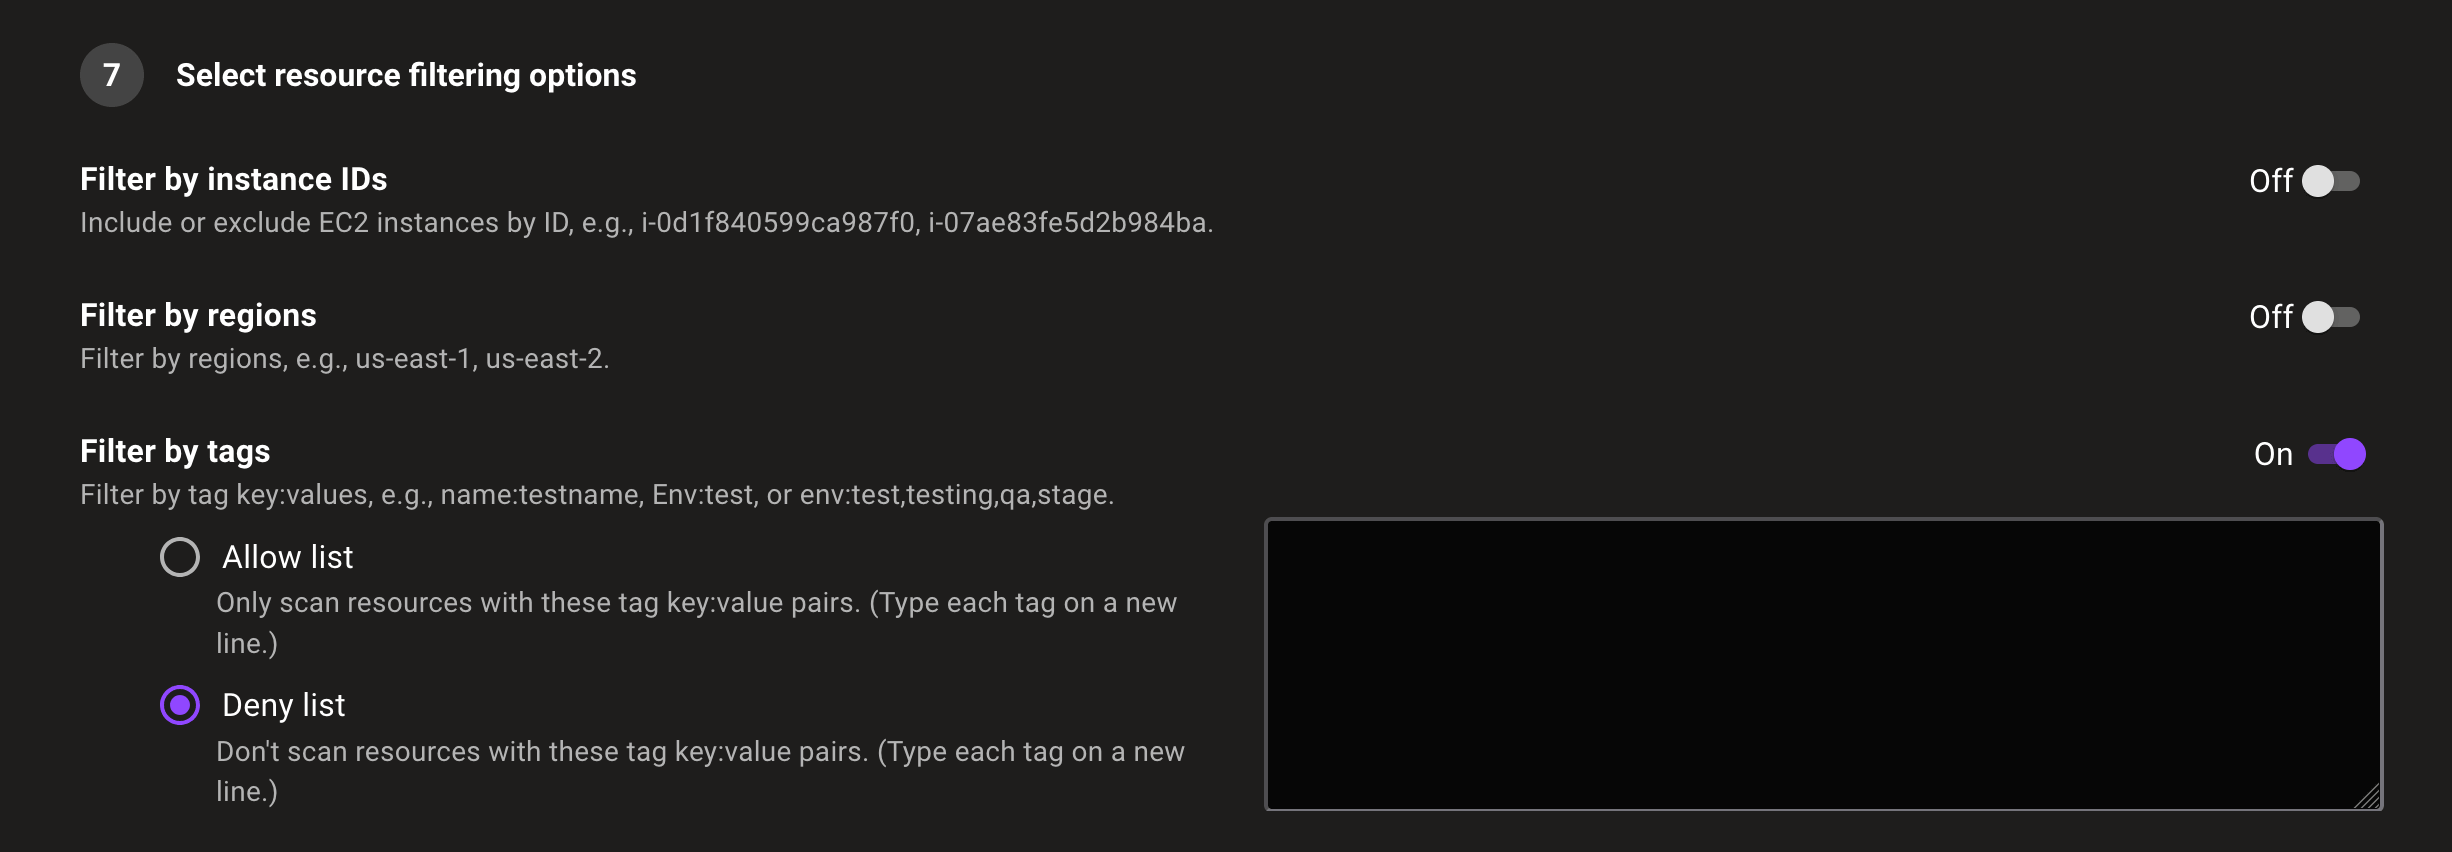 7 Select resource filtering options
Filter by instance IDs
Off
Include or exclude EC2 instances by ID, e.g., i-0d1f840599ca987f0, i-07ae83fe5d2b984ba.
Filter by regions
Off
Filter by regions, e.g., us-east-1, us-east-2.
Filter by tags
On
Filter by tag key:values, e.g., name:testname, Env:test, or env:test,testing,qa,stage.
Allow list
Only scan resources with these tag key:value pairs. (Type each tag on a new
line.)
Deny list
Don't scan resources with these tag key:value pairs. (Type each tag on a new
line.)